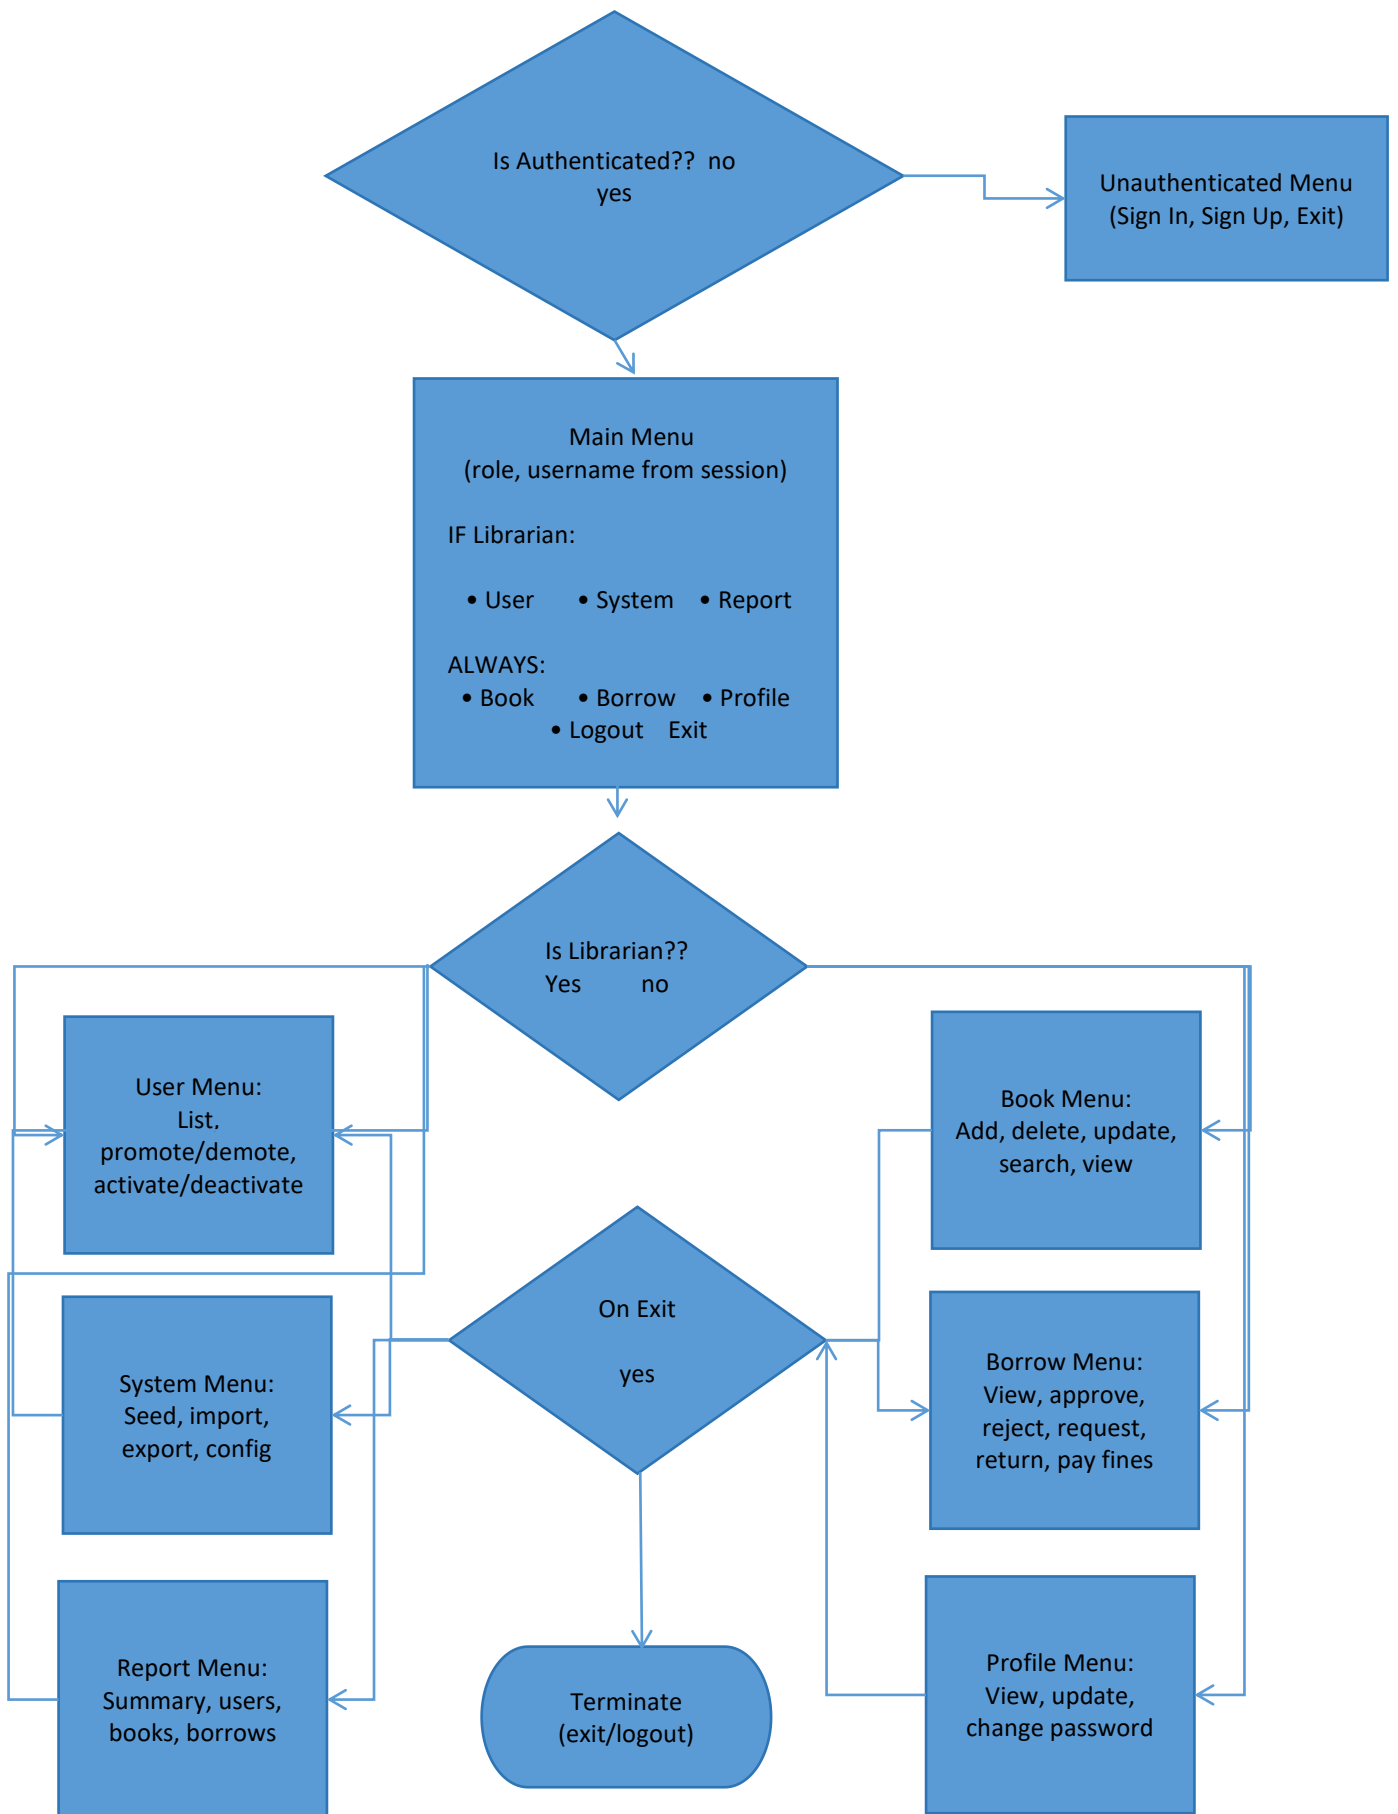 Is Authenticated?? no
yes
Unauthenticated Menu
(Sign In, Sign Up, Exit)
Main Menu
(role, username from session)
IF Librarian:
• User • System • Report
ALWAYS:
• Book • Borrow • Profile
• Logout Exit
Is Librarian??
Yes no
User Menu:
List,
promote/demote,
activate/deactivate
Book Menu:
Add, delete, update,
search, view
On Exit
yes
System Menu:
Seed, import,
export, config
Borrow Menu:
View, approve,
reject, request,
return, pay fines
Report Menu:
Summary, users,
books, borrows
Terminate
(exit/logout)
Profile Menu:
View, update,
change password